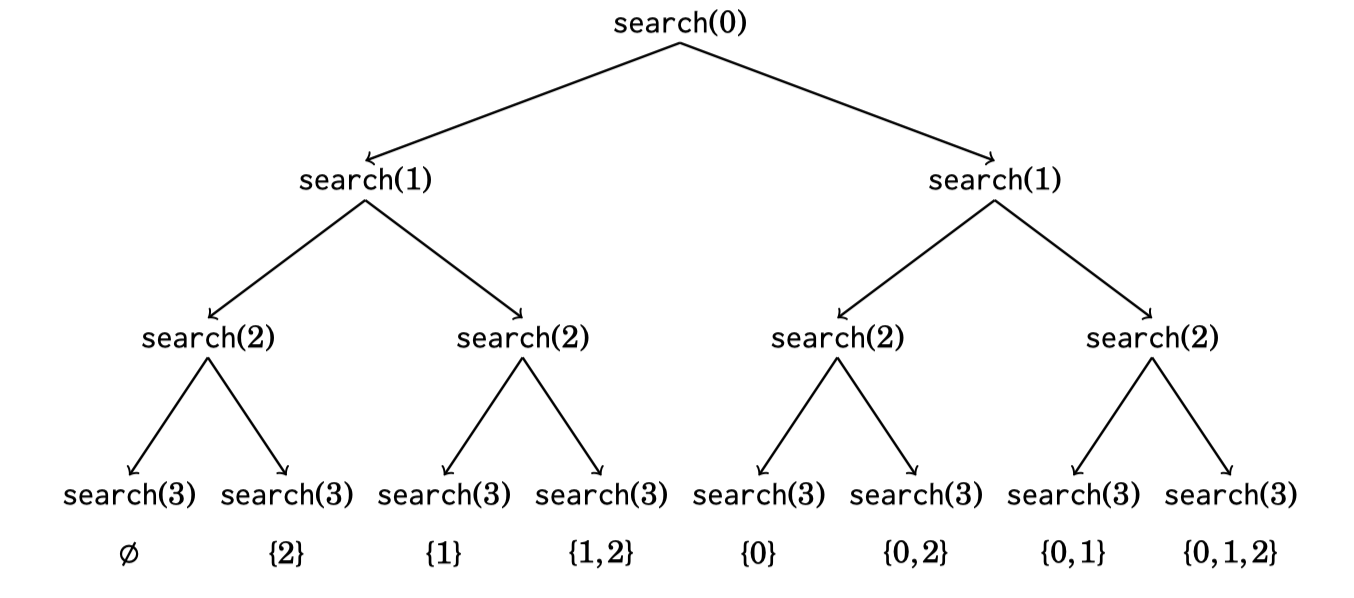 search(0)
search(1) search(1)
search(2) search(2) search(2) search(2)
search(3) search(3) search(3) search(3) search(3) search(3) search(3) search(3)
∅ {2} {1} {1,2} {0} {0,2} {0,1} {0,1,2}